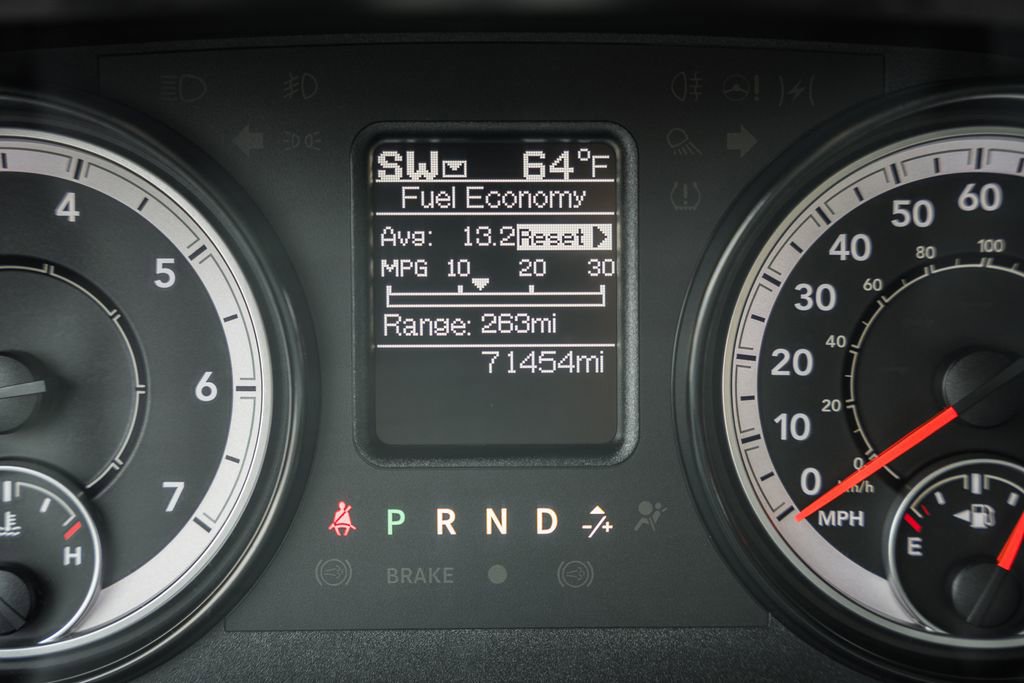 SW 64°F
Fuel Economy
Avg: 13.2 Reset
MPG 10 20 30
Range: 263mi
71454mi
4
5
6
7
H
P R N D -/+
BRAKE
0
10
20
30
40
50
60
0
20
40
60
80
100
km/h
MPH
E